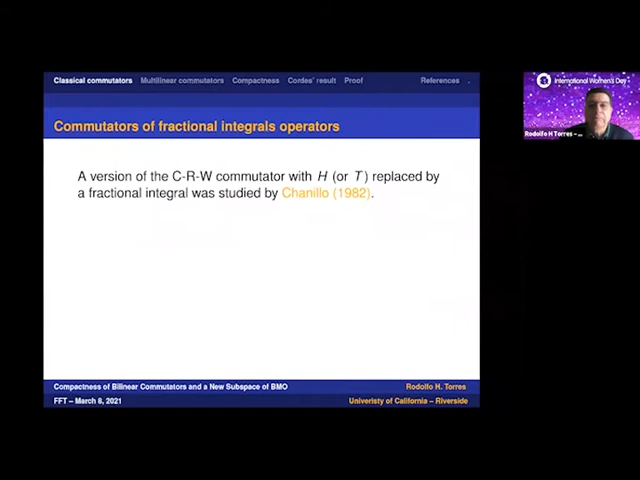 Classical commutators Multilinear commutators Compactness Cordes' result Proof References .
Commutators of fractional integrals operators
A version of the C-R-W commutator with H (or T) replaced by
a fractional integral was studied by Chanillo (1982).
Compactness of Bilinear Commutators and a New Subspace of BMO Rodolfo H. Torres
FFT – March 8, 2021 Univeristy of California – Riverside
International Women's Day
Rodolfo H Torres - ...